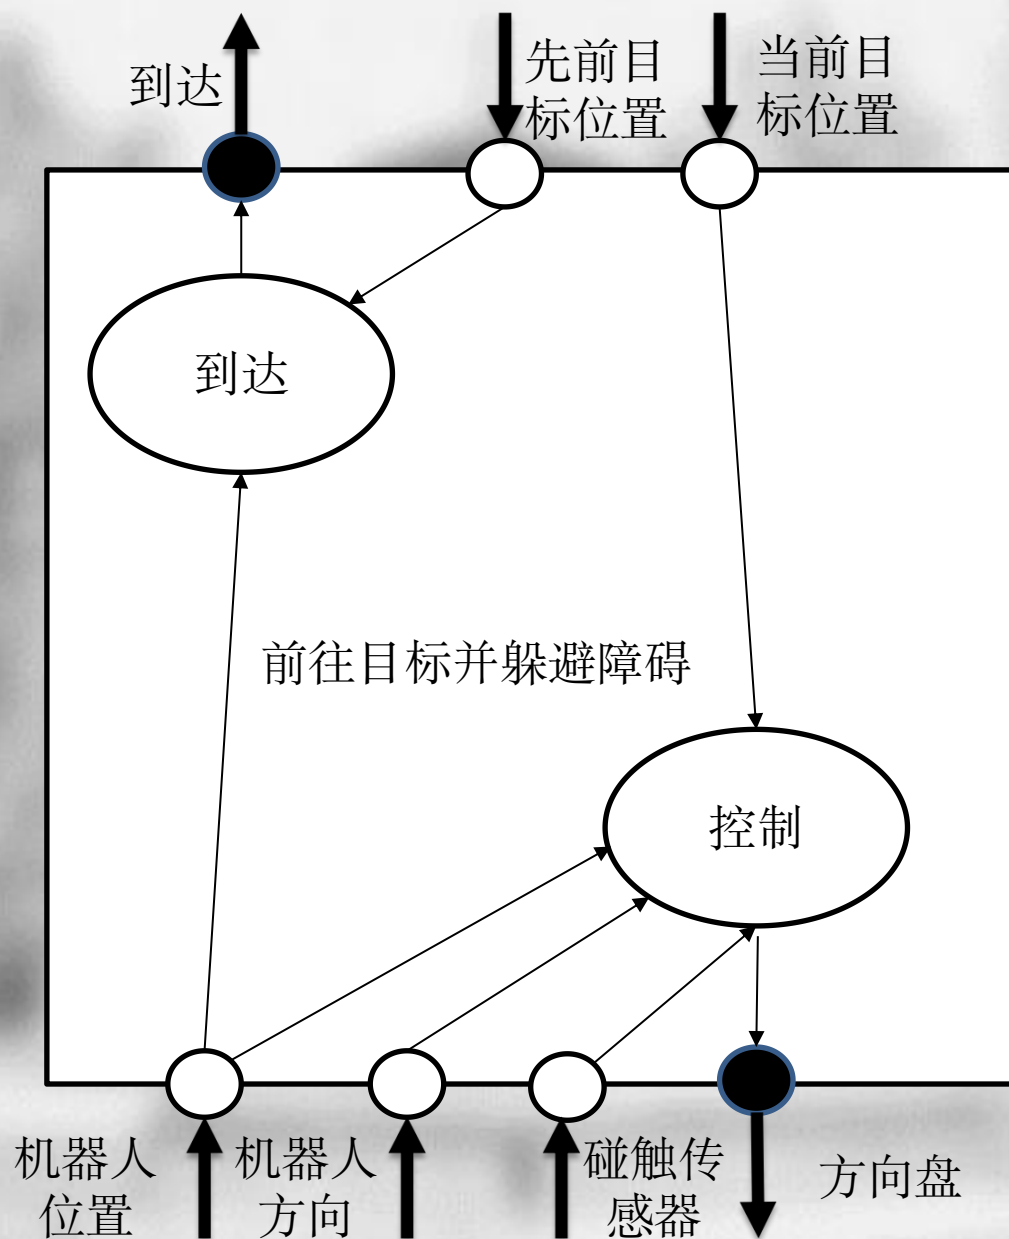 到达
先前目
标位置
当前目
标位置
到达
前往目标并躲避障碍
控制
机器人
位置
机器人
方向
碰触传
感器
方向盘